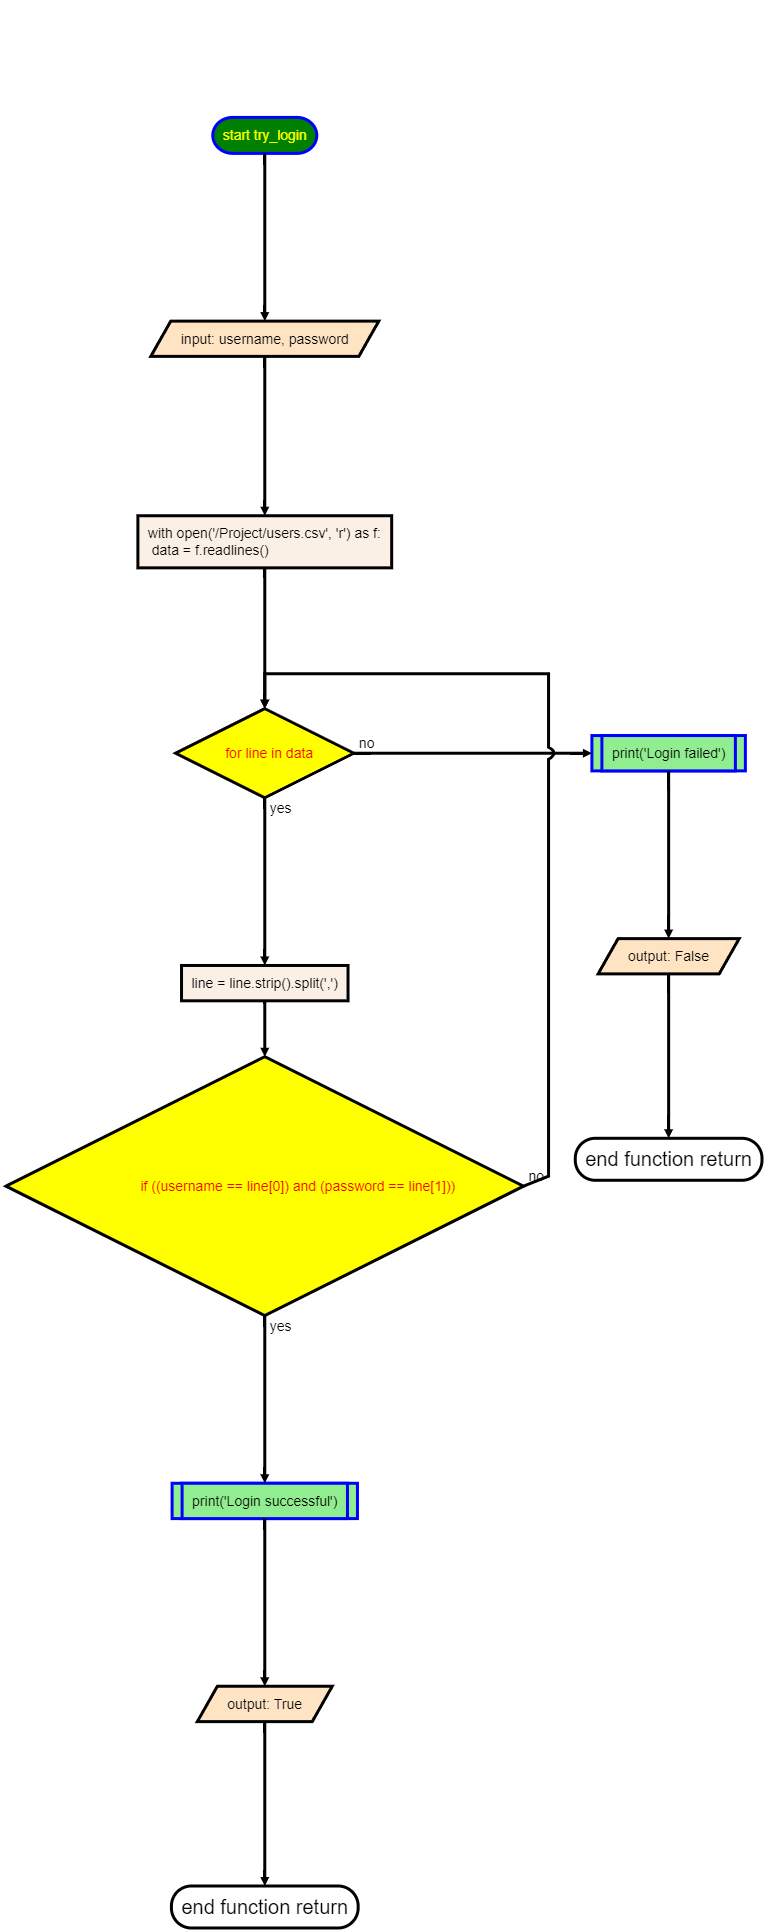 start try_login
input: username, password
with open('/Project/users.csv', 'r') as f:
data = f.readlines()
for line in data
no
print('Login failed')
yes
output: False
line = line.strip().split(',')
end function return
if ((username == line[0]) and (password == line[1]))
no
yes
print('Login successful')
output: True
end function return